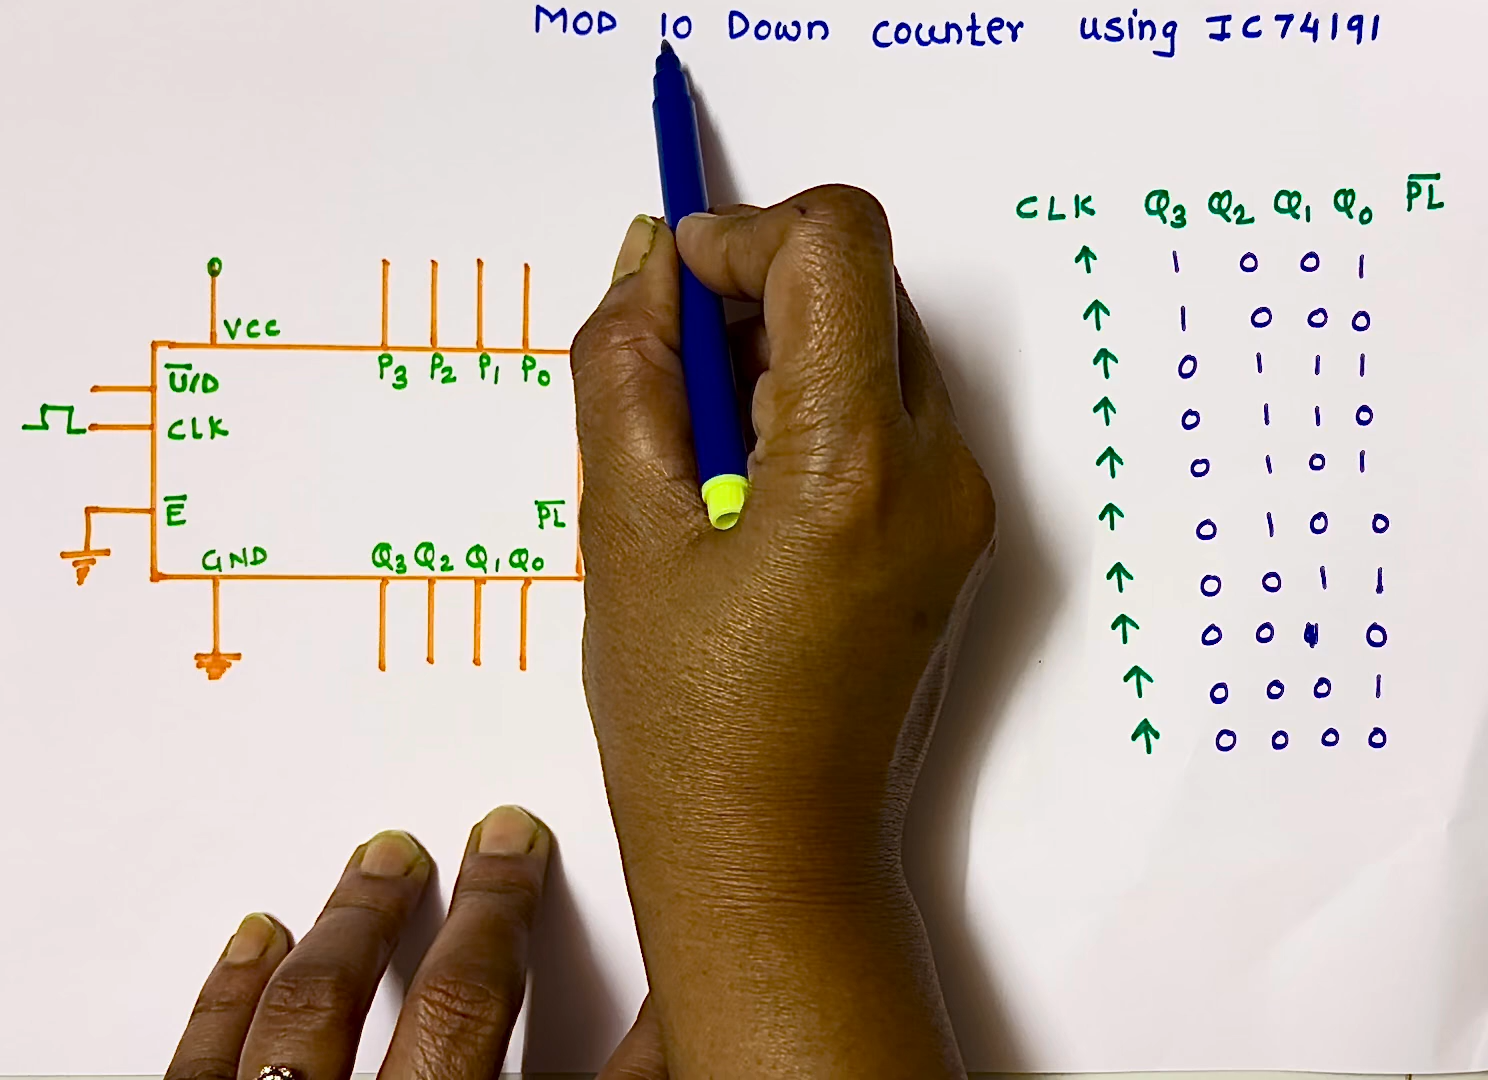 MOD 10 Down counter using IC74191
CLK Q3 Q2 Q1 Q0 P̅L̅
↑ 1 0 0 1
↑ 1 0 0 0
↑ 0 1 1 1
↑ 0 1 1 0
↑ 0 1 0 1
↑ 0 1 0 0
↑ 0 0 1 1
↑ 0 0 1 0
↑ 0 0 0 1
↑ 0 0 0 0
VCC
P3 P2 P1 P0
U̅/D
CLK
E̅
P̅L̅
GND
Q3 Q2 Q1 Q0